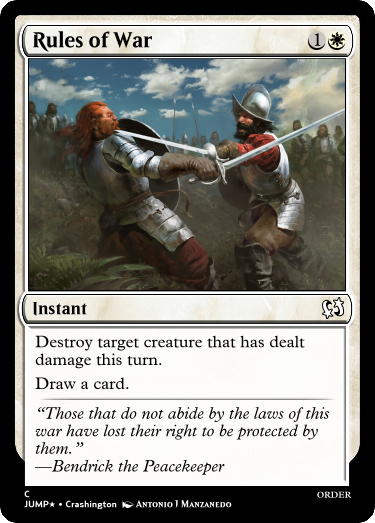 Rules of War 1
Instant
Destroy target creature that has dealt
damage this turn.
Draw a card.
“Those that do not abide by the laws of this
war have lost their right to be protected by
them.”
—Bendrick the Peacekeeper
C ORDER
JUMP★ • Crashington Antonio J Manzanedo